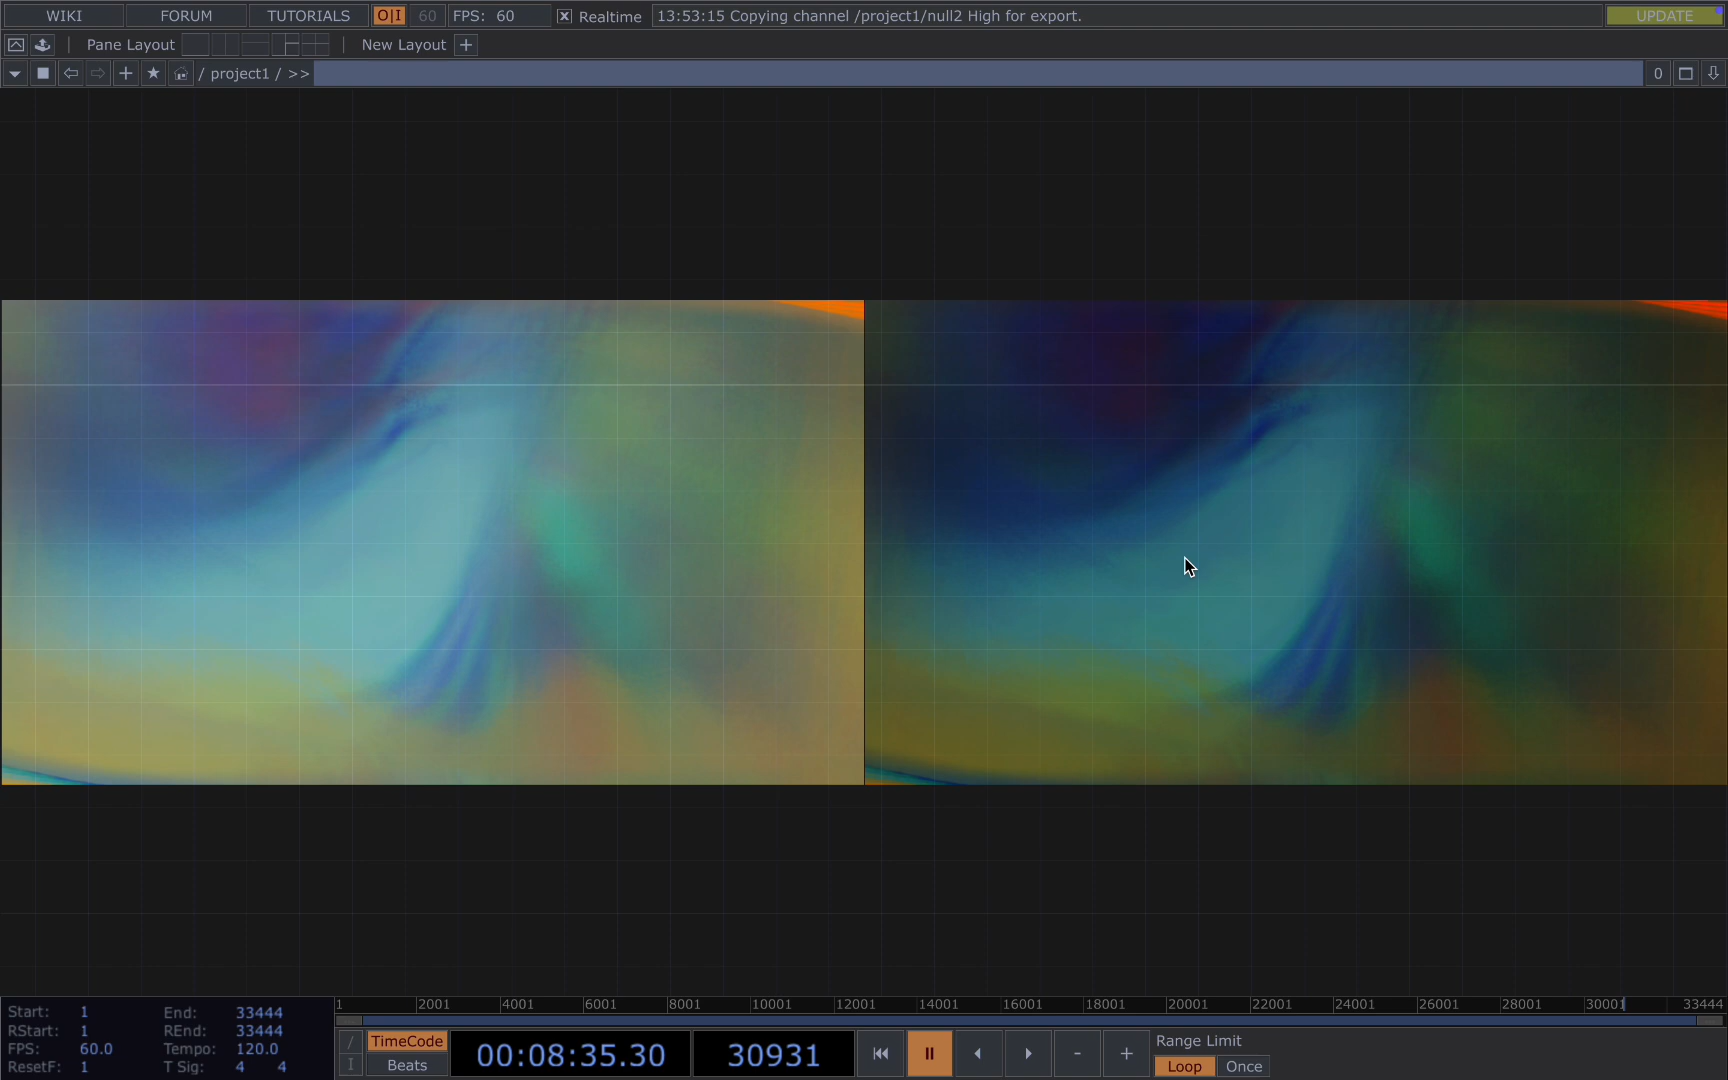 WIKI FORUM TUTORIALS O|I 60 FPS: 60 Realtime 13:53:15 Copying channel /project1/null2 High for export. UPDATE
Pane Layout New Layout +
/ project1 / >> 0
1 2001 4001 6001 8001 10001 12001 14001 16001 18001 20001 22001 24001 26001 28001 30001 33444
Start: 1 End: 33444
RStart: 1 REnd: 33444
FPS: 60.0 Tempo: 120.0
ResetF: 1 T Sig: 4 4
/ TimeCode
I Beats
00:08:35.30 30931 - +
Range Limit
Loop Once